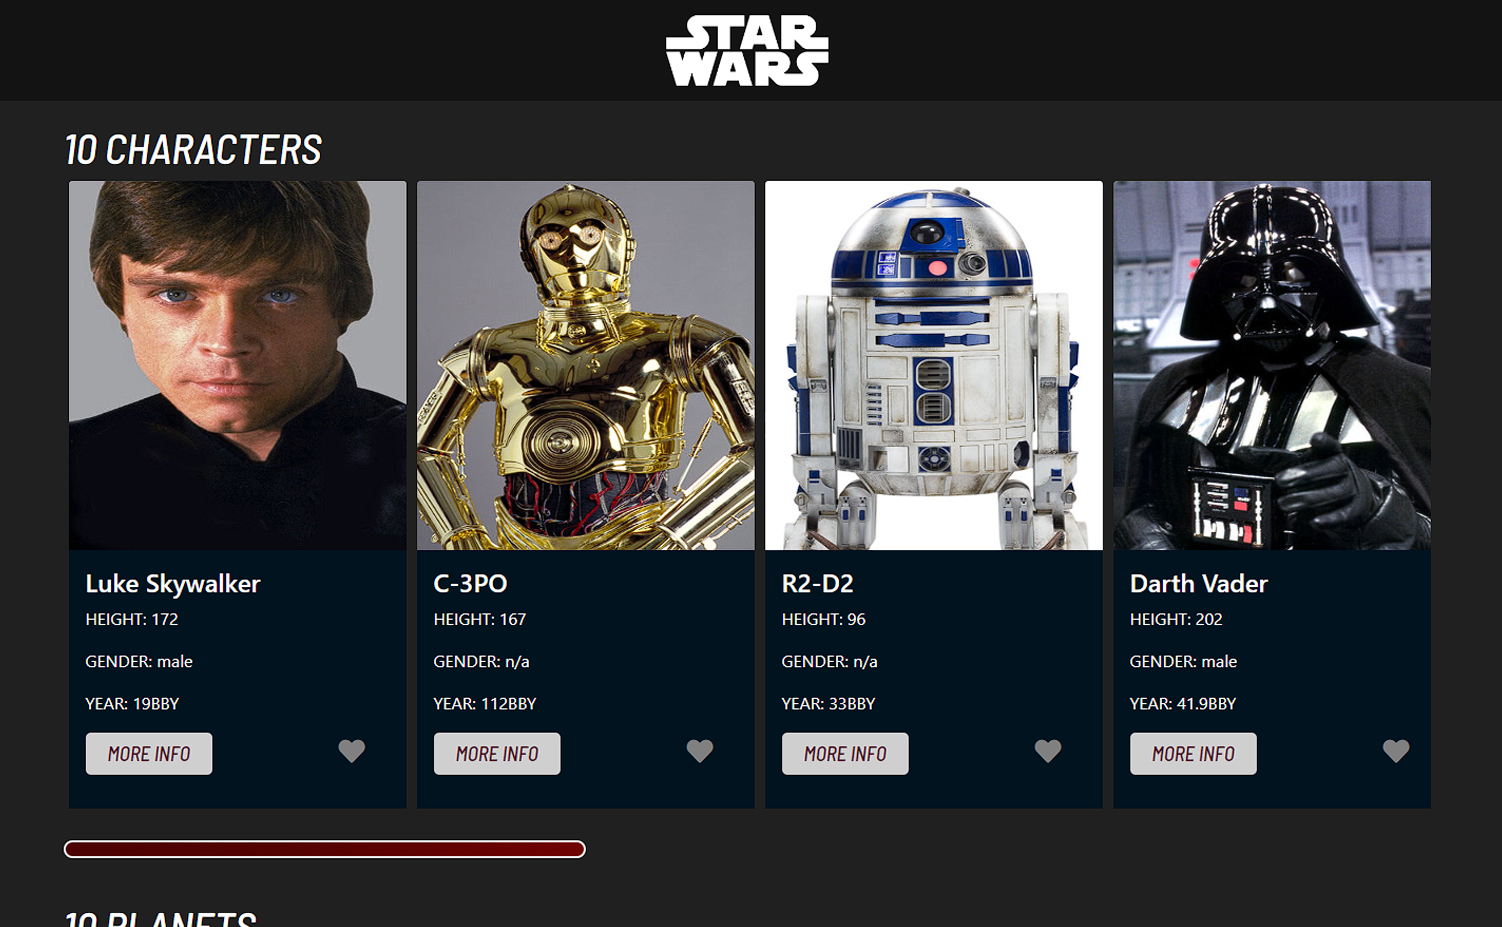 STAR
WARS
10 CHARACTERS
Luke Skywalker
HEIGHT: 172
GENDER: male
YEAR: 19BBY
MORE INFO
C-3PO
HEIGHT: 167
GENDER: n/a
YEAR: 112BBY
MORE INFO
R2-D2
HEIGHT: 96
GENDER: n/a
YEAR: 33BBY
MORE INFO
Darth Vader
HEIGHT: 202
GENDER: male
YEAR: 41.9BBY
MORE INFO
10 PLANETS